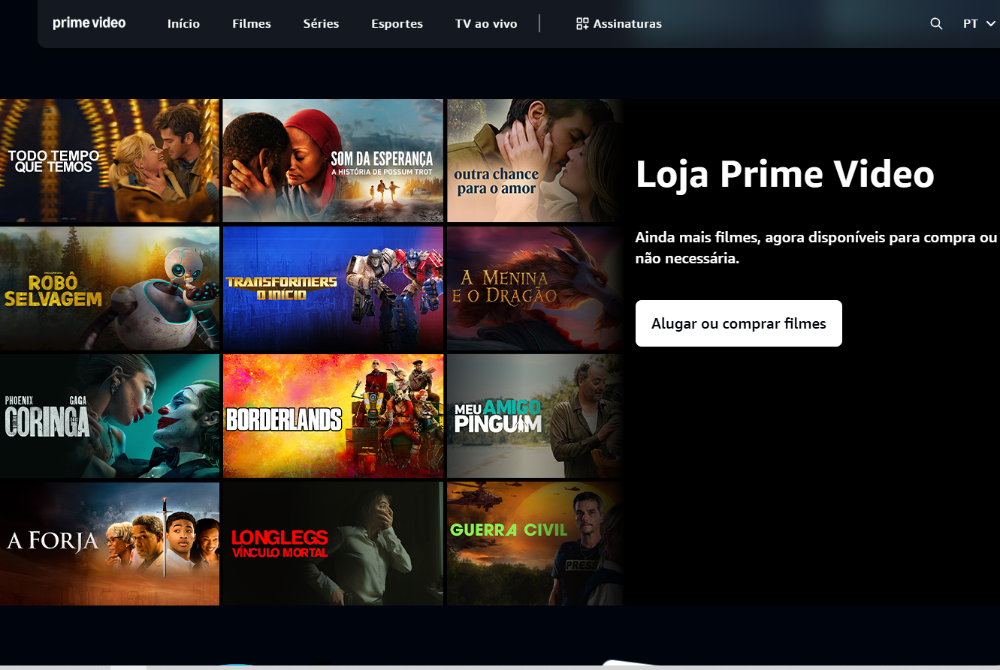 prime video
Início
Filmes
Séries
Esportes
TV ao vivo
Assinaturas
PT
TODO TEMPO
QUE TEMOS
SOM DA ESPERANÇA
A HISTÓRIA DE POSSUM TROT
outra chance
para o amor
Loja Prime Video
Ainda mais filmes, agora disponíveis para compra ou
não necessária.
Alugar ou comprar filmes
ROBÔ
SELVAGEM
TRANSFORMERS
O INÍCIO
A MENINA
E O DRAGÃO
PHOENIX GAGA
CORINGA
BORDERLANDS
MEU AMIGO
PINGUIM
A FORJA
LONGLEGS
VÍNCULO MORTAL
GUERRA CIVIL
PRESS